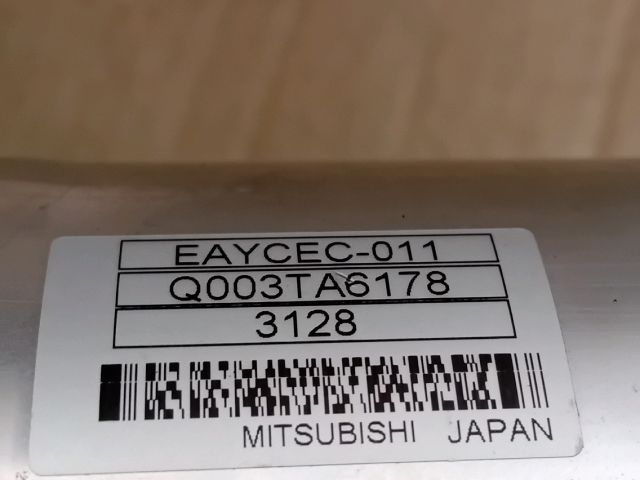 EAYCEC-011
Q003TA6178
3128
MITSUBISHI JAPAN